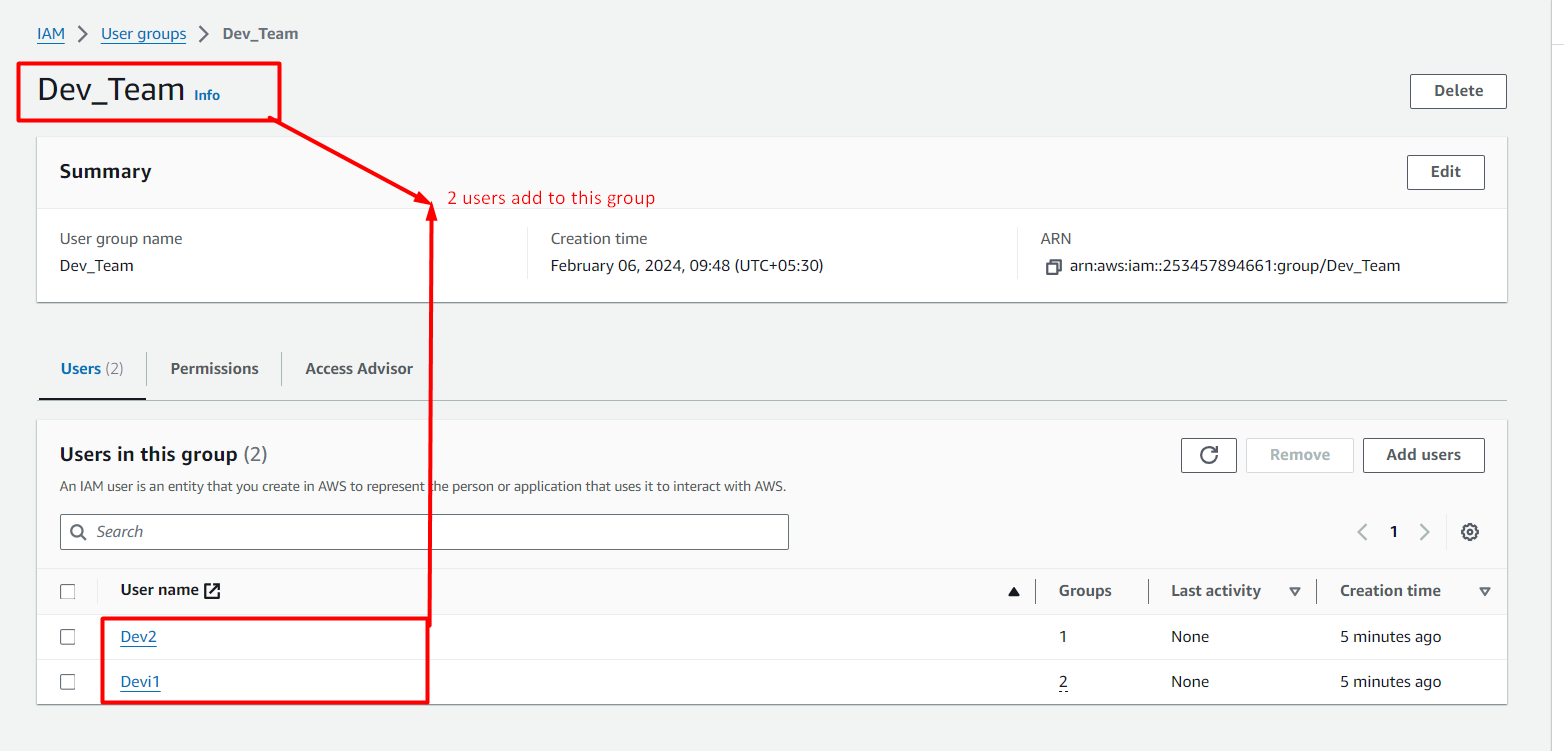 IAM > User groups > Dev_Team
Dev_Team Info
Delete
Summary
Edit
2 users add to this group
User group name
Dev_Team
Creation time
February 06, 2024, 09:48 (UTC+05:30)
ARN
arn:aws:iam::253457894661:group/Dev_Team
Users (2)
Permissions
Access Advisor
Users in this group (2)
Remove
Add users
An IAM user is an entity that you create in AWS to represent the person or application that uses it to interact with AWS.
Search
1
User name Groups Last activity Creation time
Dev2 1 None 5 minutes ago
Devi1 2 None 5 minutes ago